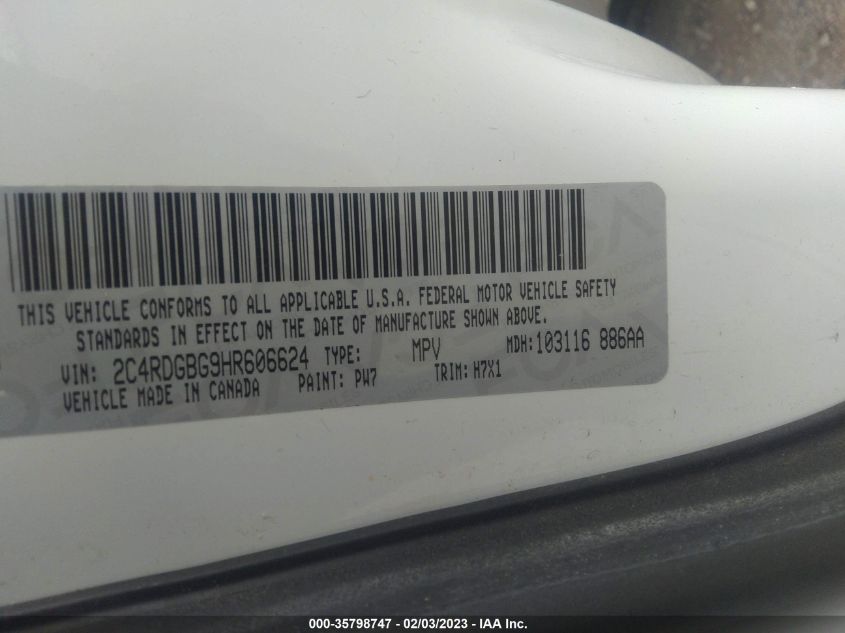 THIS VEHICLE CONFORMS TO ALL APPLICABLE U.S.A. FEDERAL MOTOR VEHICLE SAFETY
STANDARDS IN EFFECT ON THE DATE OF MANUFACTURE SHOWN ABOVE.
VIN: 2C4RDGBG9HR606624 TYPE: MPV MDH:103116 886AA
VEHICLE MADE IN CANADA PAINT: PW7 TRIM: H7X1
000-35798747 - 02/03/2023 - IAA Inc.